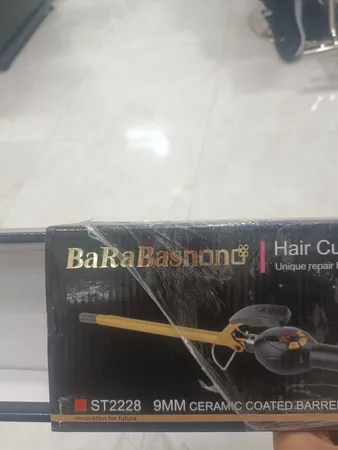 BaRaBasnono
Hair Cu
Unique repair
ST2228 9MM CERAMIC COATED BARRE
innovation for future